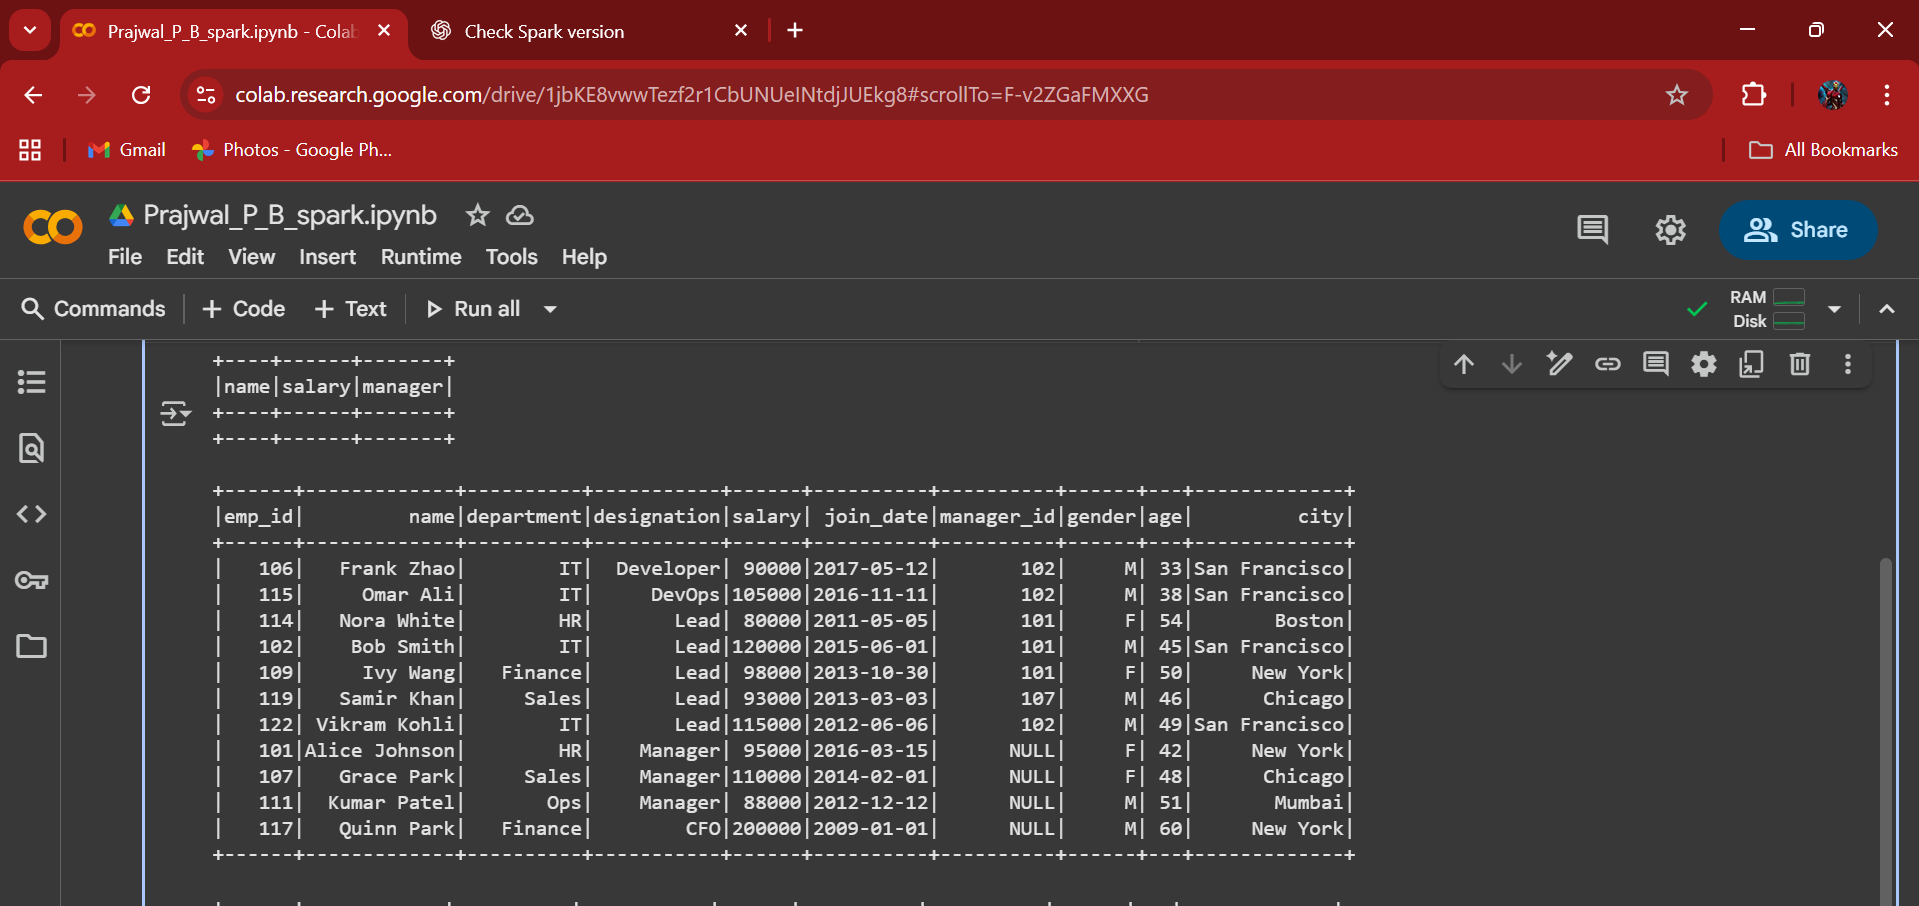 Prajwal_P_B_spark.ipynb - Colab
Check Spark version
colab.research.google.com/drive/1jbKE8vwwTezf2r1CbUNUeINtdjJUEkg8#scrollTo=F-v2ZGaFMXXG
Gmail
Photos - Google Ph...
All Bookmarks
Prajwal_P_B_spark.ipynb
Share
File Edit View Insert Runtime Tools Help
Commands + Code + Text Run all
RAM
Disk
+----+------+-------+
|name|salary|manager|
+----+------+-------+
+----+------+-------+
+------+-------------+----------+-----------+------+----------+----------+------+---+-------------+
|emp_id|         name|department|designation|salary| join_date|manager_id|gender|age|         city|
+------+-------------+----------+-----------+------+----------+----------+------+---+-------------+
|   106|   Frank Zhao|        IT|  Developer| 90000|2017-05-12|       102|     M| 33|San Francisco|
|   115|     Omar Ali|        IT|     DevOps|105000|2016-11-11|       102|     M| 38|San Francisco|
|   114|   Nora White|        HR|       Lead| 80000|2011-05-05|       101|     F| 54|       Boston|
|   102|    Bob Smith|        IT|       Lead|120000|2015-06-01|       101|     M| 45|San Francisco|
|   109|     Ivy Wang|   Finance|       Lead| 98000|2013-10-30|       101|     F| 50|     New York|
|   119|   Samir Khan|     Sales|       Lead| 93000|2013-03-03|       107|     M| 46|      Chicago|
|   122| Vikram Kohli|        IT|       Lead|115000|2012-06-06|       102|     M| 49|San Francisco|
|   101|Alice Johnson|        HR|    Manager| 95000|2016-03-15|      NULL|     F| 42|     New York|
|   107|   Grace Park|     Sales|    Manager|110000|2014-02-01|      NULL|     F| 48|      Chicago|
|   111|  Kumar Patel|       Ops|    Manager| 88000|2012-12-12|      NULL|     M| 51|       Mumbai|
|   117|   Quinn Park|   Finance|        CFO|200000|2009-01-01|      NULL|     M| 60|     New York|
+------+-------------+----------+-----------+------+----------+----------+------+---+-------------+